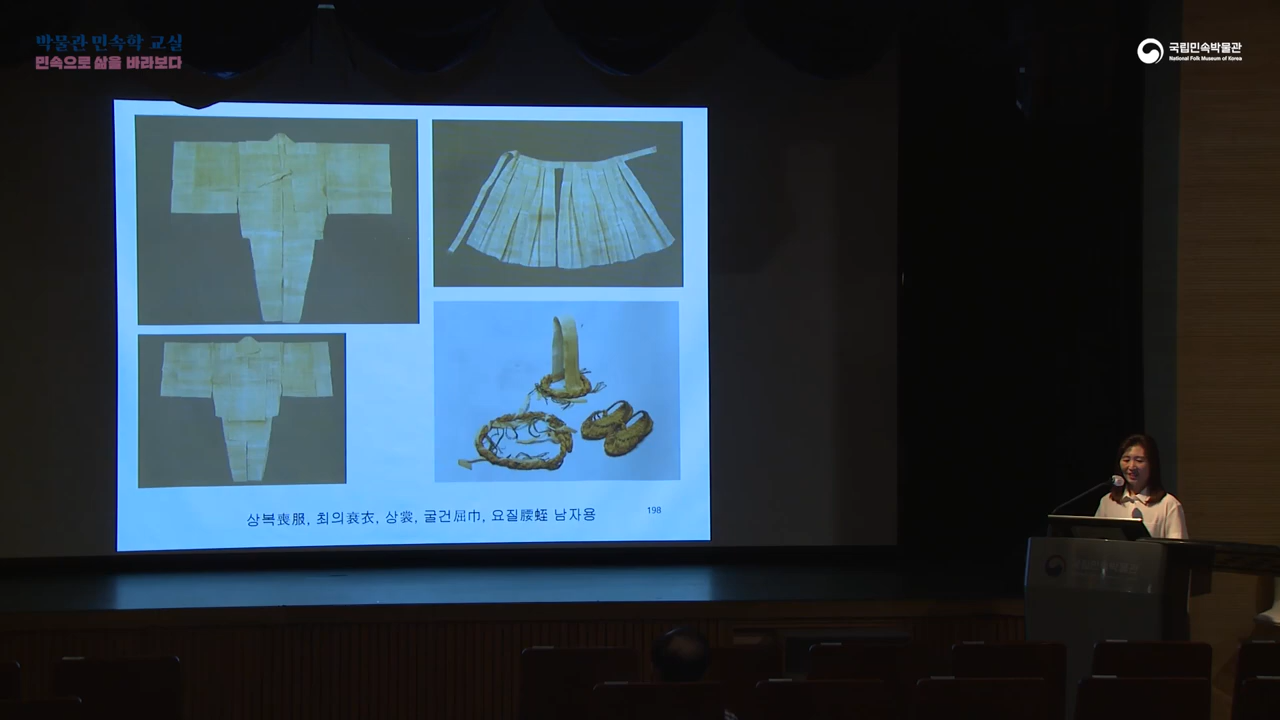 박물관 민속학 교실
민속으로 삶을 바라보다
국립민속박물관
National Folk Museum of Korea
상복喪服, 최의衰衣, 상裳, 굴건屈巾, 요질腰絰 남자용
198